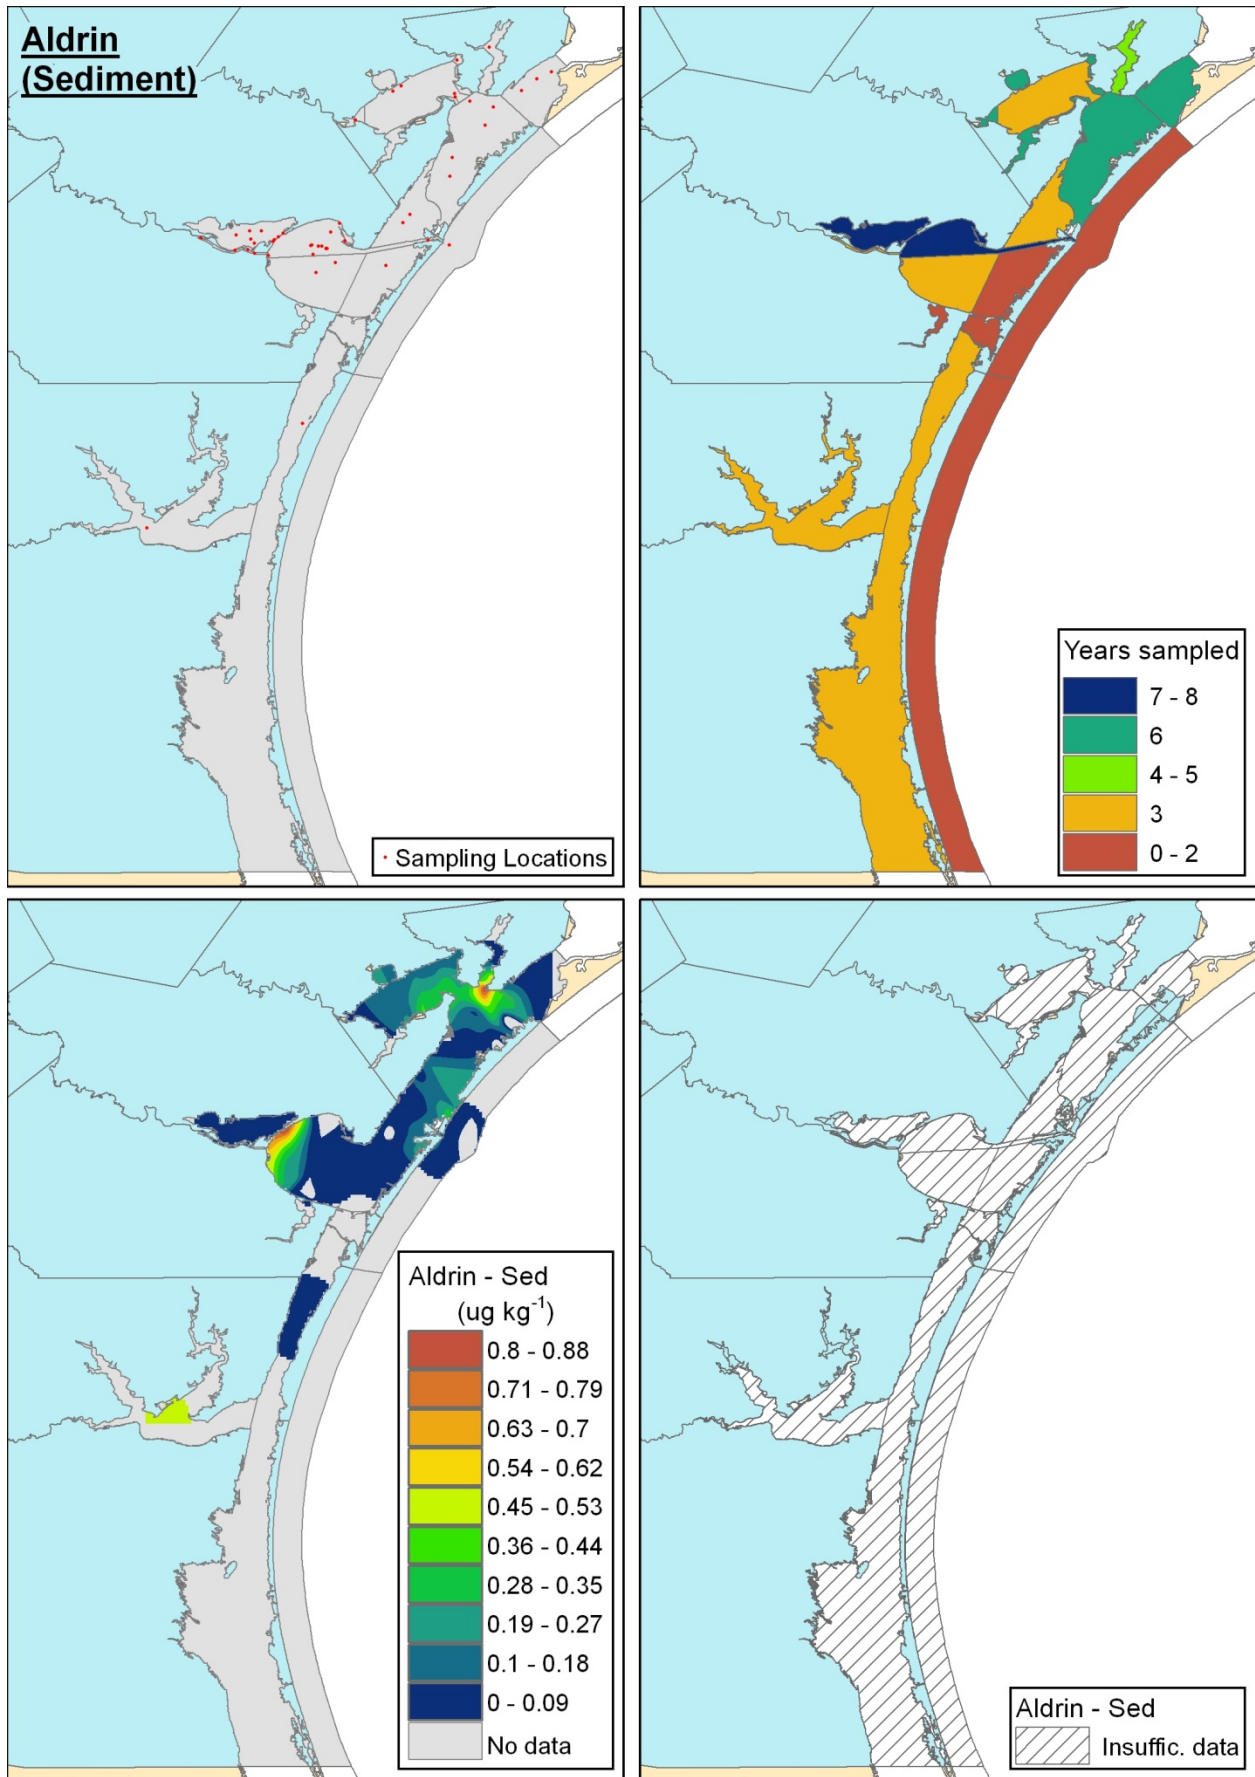 Aldrin
(Sediment)
Sampling Locations
Years sampled
7 - 8
6
4 - 5
3
0 - 2
Aldrin - Sed
(ug kg⁻¹)
0.8 - 0.88
0.71 - 0.79
0.63 - 0.7
0.54 - 0.62
0.45 - 0.53
0.36 - 0.44
0.28 - 0.35
0.19 - 0.27
0.1 - 0.18
0 - 0.09
No data
Aldrin - Sed
Insuffic. data